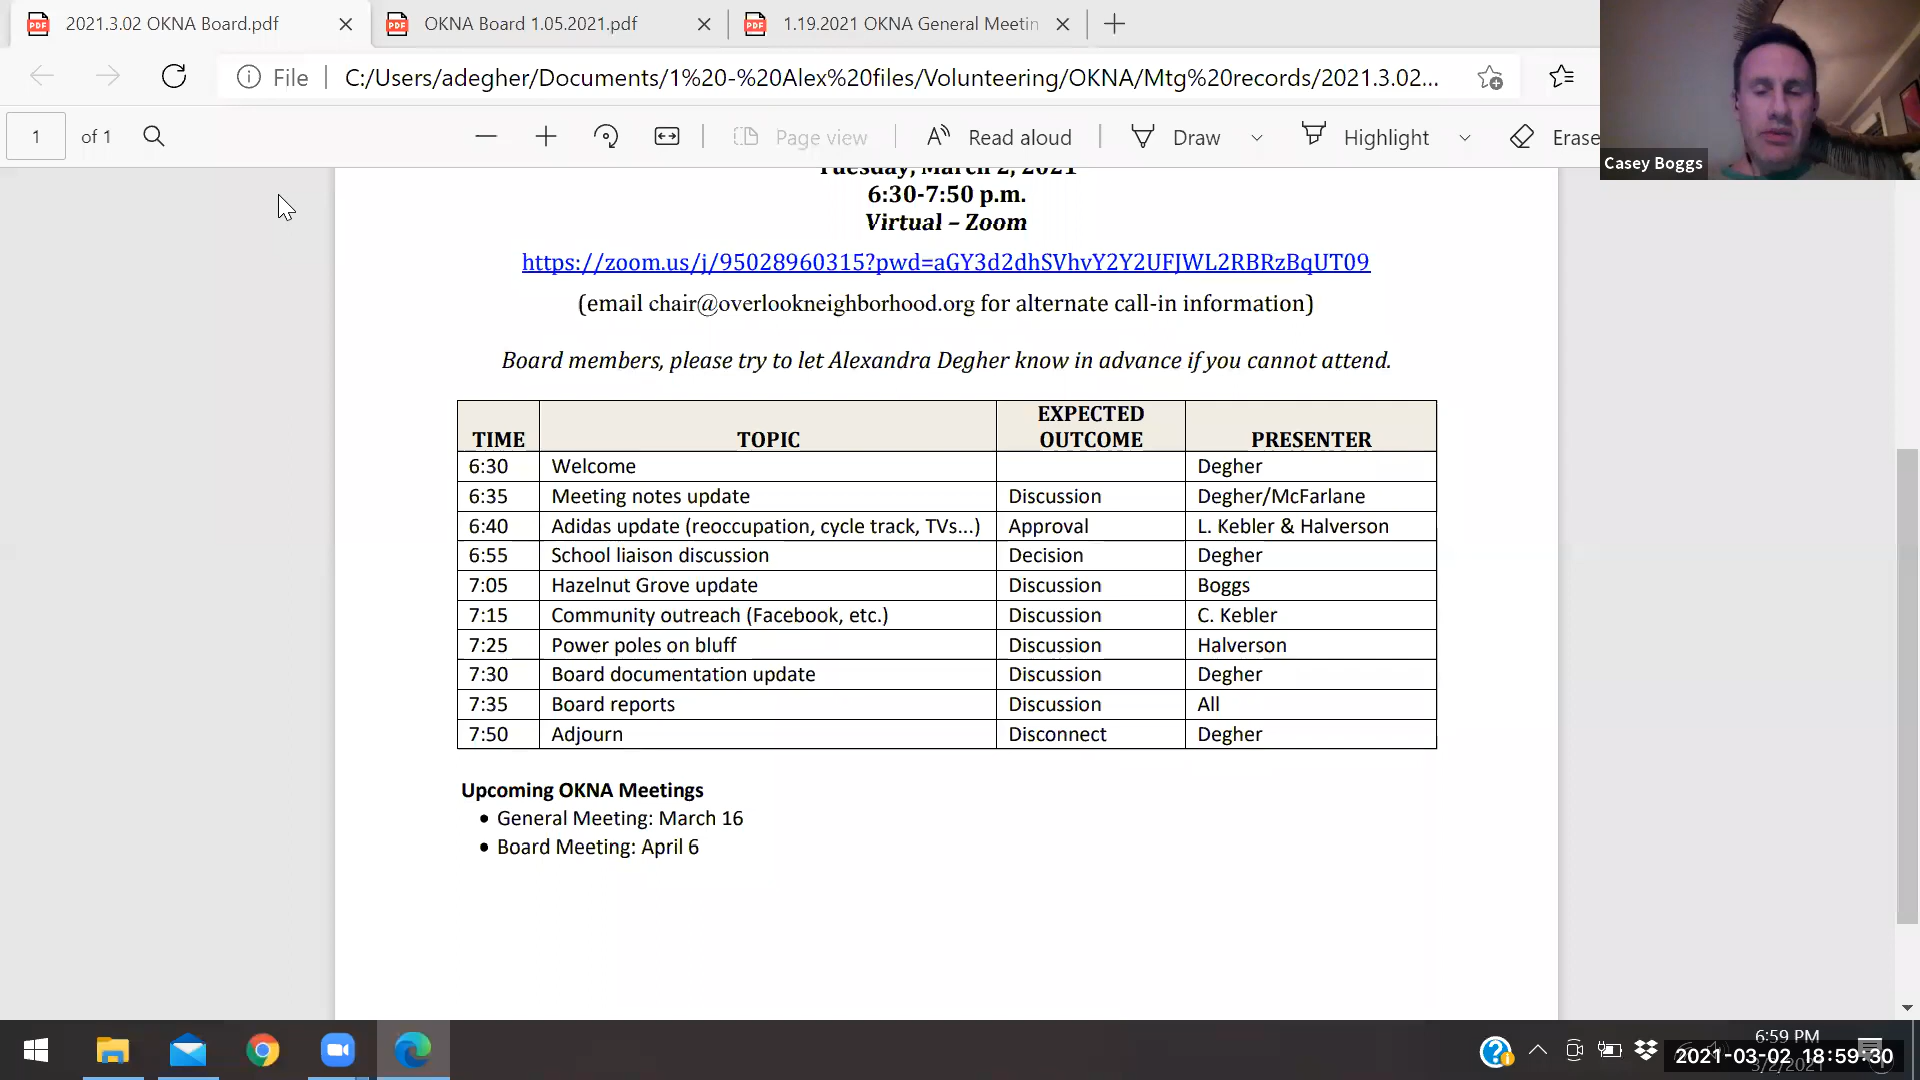 2021.3.02 OKNA Board.pdf
OKNA Board 1.05.2021.pdf
1.19.2021 OKNA General Meetin
File
C:/Users/adegher/Documents/1%20-%20Alex%20files/Volunteering/OKNA/Mtg%20records/2021.3.02...
1 of 1
Page view
Read aloud
Draw
Highlight
Erase
Casey Boggs
Tuesday, March 2, 2021
6:30-7:50 p.m.
Virtual – Zoom
https://zoom.us/j/95028960315?pwd=aGY3d2dhSVhvY2Y2UFJWL2RBRzBqUT09
(email chair@overlookneighborhood.org for alternate call-in information)
Board members, please try to let Alexandra Degher know in advance if you cannot attend.
TIME TOPIC EXPECTED OUTCOME PRESENTER
6:30 Welcome Degher
6:35 Meeting notes update Discussion Degher/McFarlane
6:40 Adidas update (reoccupation, cycle track, TVs...) Approval L. Kebler & Halverson
6:55 School liaison discussion Decision Degher
7:05 Hazelnut Grove update Discussion Boggs
7:15 Community outreach (Facebook, etc.) Discussion C. Kebler
7:25 Power poles on bluff Discussion Halverson
7:30 Board documentation update Discussion Degher
7:35 Board reports Discussion All
7:50 Adjourn Disconnect Degher
Upcoming OKNA Meetings
• General Meeting: March 16
• Board Meeting: April 6
6:59 PM
2021-03-02 18:59:30